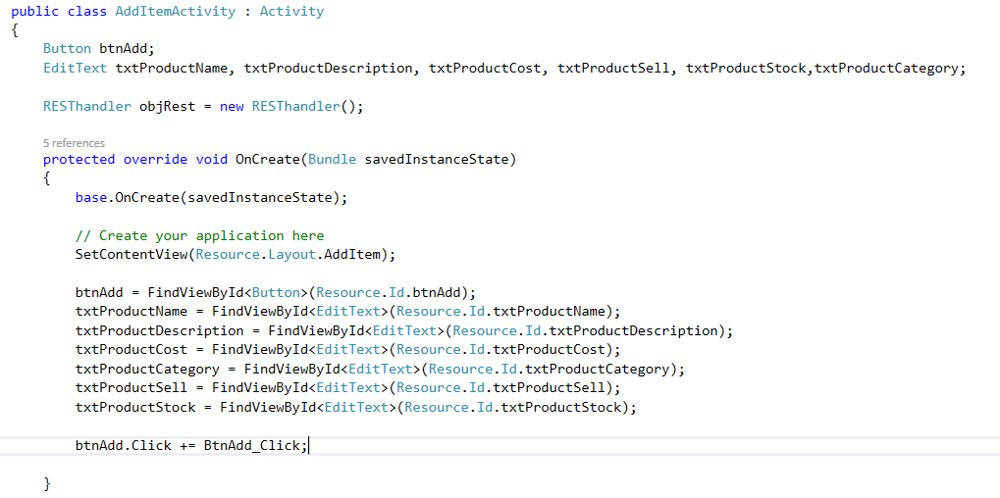 public class AddItemActivity : Activity
{
    Button btnAdd;
    EditText txtProductName, txtProductDescription, txtProductCost, txtProductSell, txtProductStock,txtProductCategory;
    RESThandler objRest = new RESThandler();
    5 references
    protected override void OnCreate(Bundle savedInstanceState)
    {
        base.OnCreate(savedInstanceState);
        // Create your application here
        SetContentView(Resource.Layout.AddItem);
        btnAdd = FindViewById<Button>(Resource.Id.btnAdd);
        txtProductName = FindViewById<EditText>(Resource.Id.txtProductName);
        txtProductDescription = FindViewById<EditText>(Resource.Id.txtProductDescription);
        txtProductCost = FindViewById<EditText>(Resource.Id.txtProductCost);
        txtProductCategory = FindViewById<EditText>(Resource.Id.txtProductCategory);
        txtProductSell = FindViewById<EditText>(Resource.Id.txtProductSell);
        txtProductStock = FindViewById<EditText>(Resource.Id.txtProductStock);
        btnAdd.Click += BtnAdd_Click;
    }